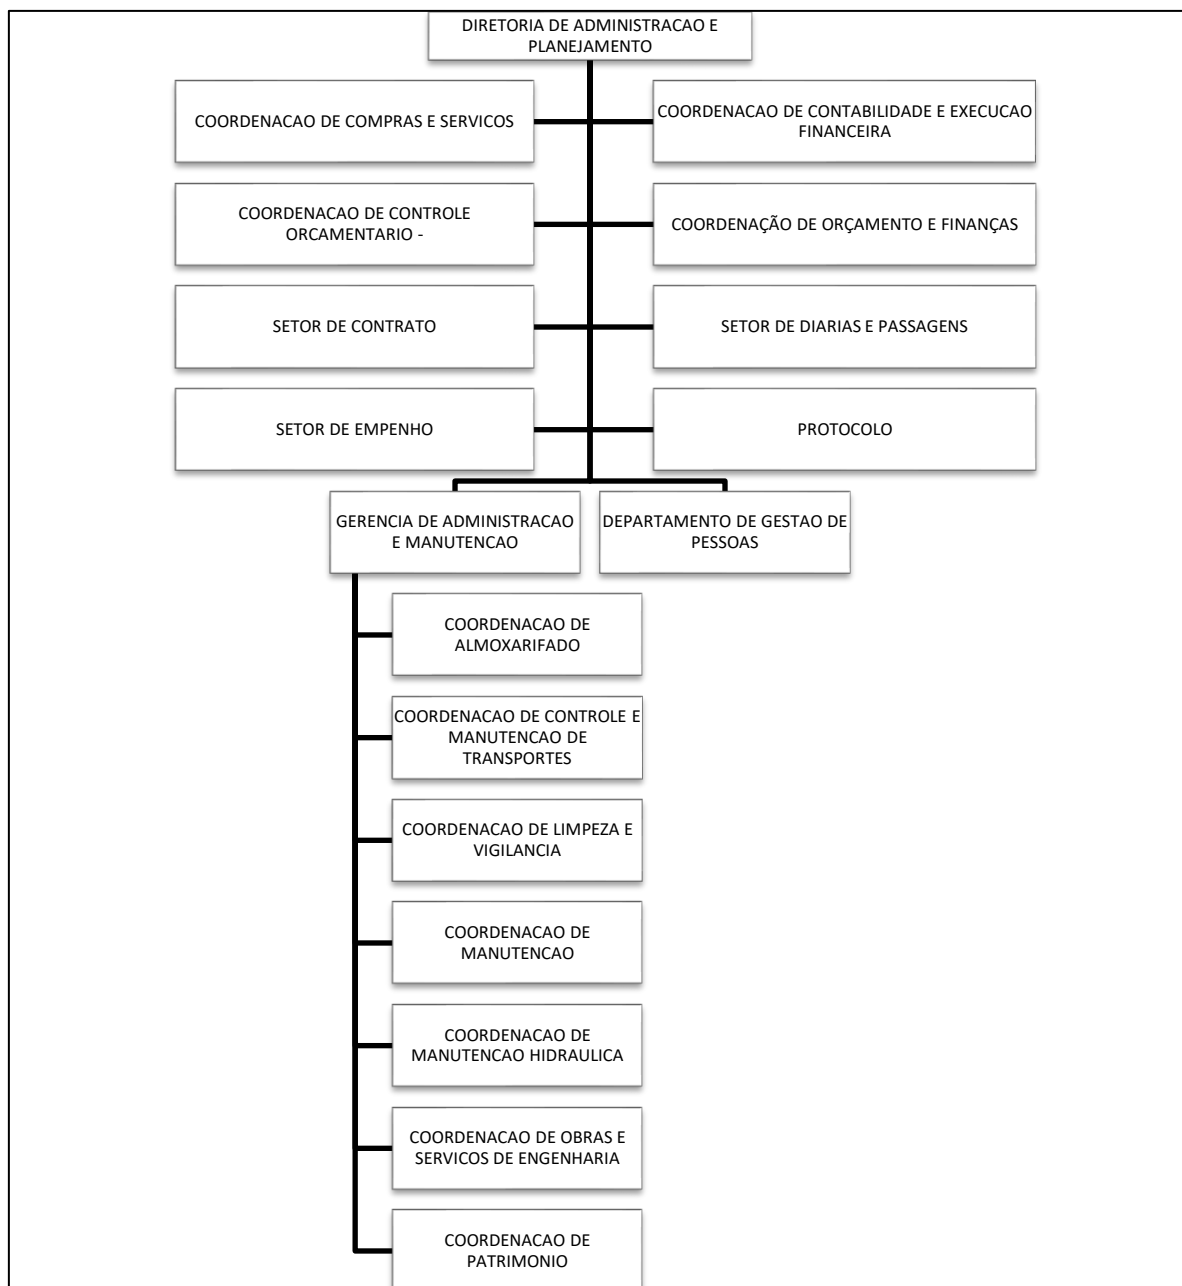 DIRETORIA DE ADMINISTRACAO E
PLANEJAMENTO
COORDENACAO DE COMPRAS E SERVICOS
COORDENACAO DE CONTABILIDADE E EXECUCAO
FINANCEIRA
COORDENACAO DE CONTROLE
ORCAMENTARIO -
COORDENAÇÃO DE ORÇAMENTO E FINANÇAS
SETOR DE CONTRATO
SETOR DE DIARIAS E PASSAGENS
SETOR DE EMPENHO
PROTOCOLO
GERENCIA DE ADMINISTRACAO
E MANUTENCAO
DEPARTAMENTO DE GESTAO DE
PESSOAS
COORDENACAO DE
ALMOXARIFADO
COORDENACAO DE CONTROLE E
MANUTENCAO DE
TRANSPORTES
COORDENACAO DE LIMPEZA E
VIGILANCIA
COORDENACAO DE
MANUTENCAO
COORDENACAO DE
MANUTENCAO HIDRAULICA
COORDENACAO DE OBRAS E
SERVICOS DE ENGENHARIA
COORDENACAO DE
PATRIMONIO